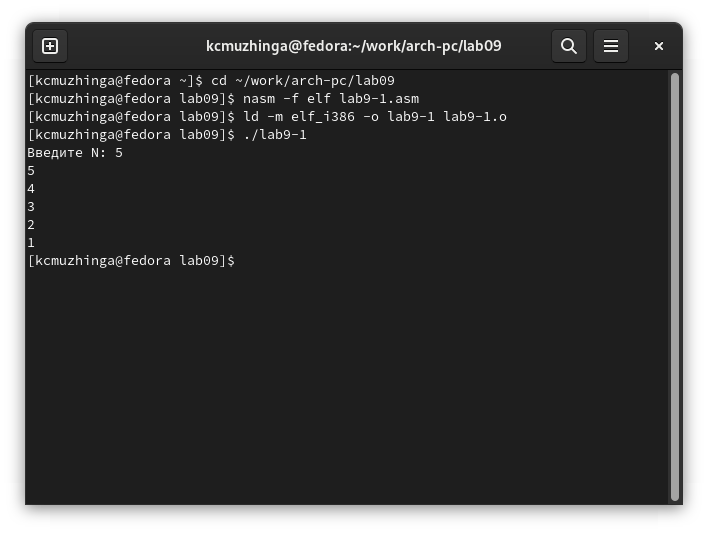 kcmuzhinga@fedora:~/work/arch-pc/lab09
[kcmuzhinga@fedora ~]$ cd ~/work/arch-pc/lab09
[kcmuzhinga@fedora lab09]$ nasm -f elf lab9-1.asm
[kcmuzhinga@fedora lab09]$ ld -m elf_i386 -o lab9-1 lab9-1.o
[kcmuzhinga@fedora lab09]$ ./lab9-1
Введите N: 5
5
4
3
2
1
[kcmuzhinga@fedora lab09]$